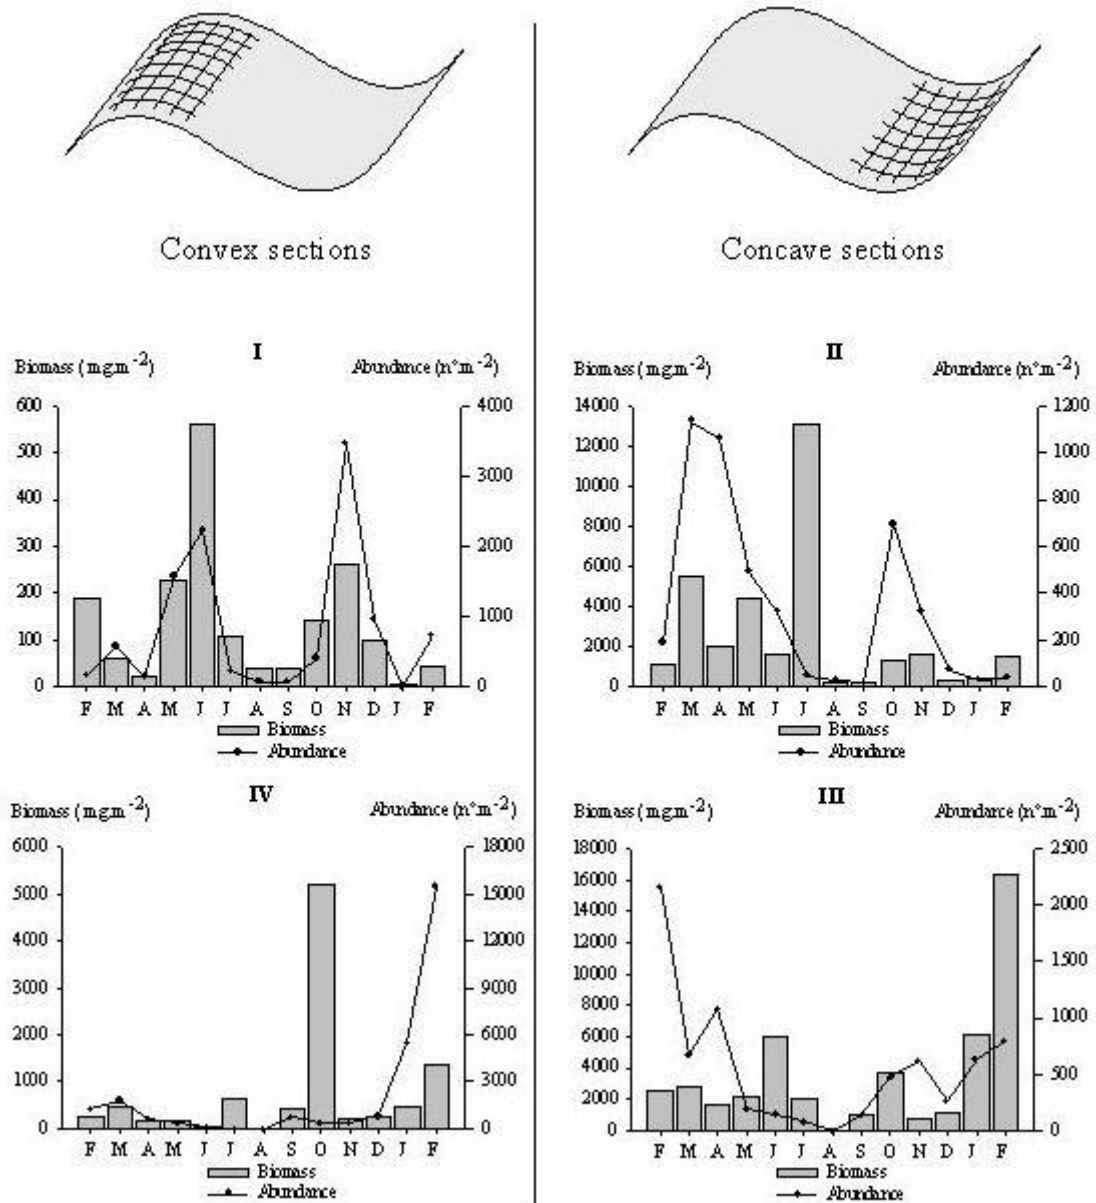 Convex sections
Concave sections
I
Biomass (mg.m-2)
Abundance (n°.m-2)
600
500
400
300
200
100
0
4000
3000
2000
1000
0
F M A M J J A S O N D J F
Biomass
Abundance
II
Biomass (mg.m-2)
Abundance (n°.m-2)
14000
12000
10000
8000
6000
4000
2000
0
1200
1000
800
600
400
200
0
F M A M J J A S O N D J F
Biomass
Abundance
IV
Biomass (mg.m-2)
Abundance (n°.m-2)
6000
5000
4000
3000
2000
1000
0
18000
15000
12000
9000
6000
3000
0
F M A M J J A S O N D J F
Biomass
Abundance
III
Biomass (mg.m-2)
Abundance (n°.m-2)
18000
16000
14000
12000
10000
8000
6000
4000
2000
0
2500
2000
1500
1000
500
0
F M A M J J A S O N D J F
Biomass
Abundance